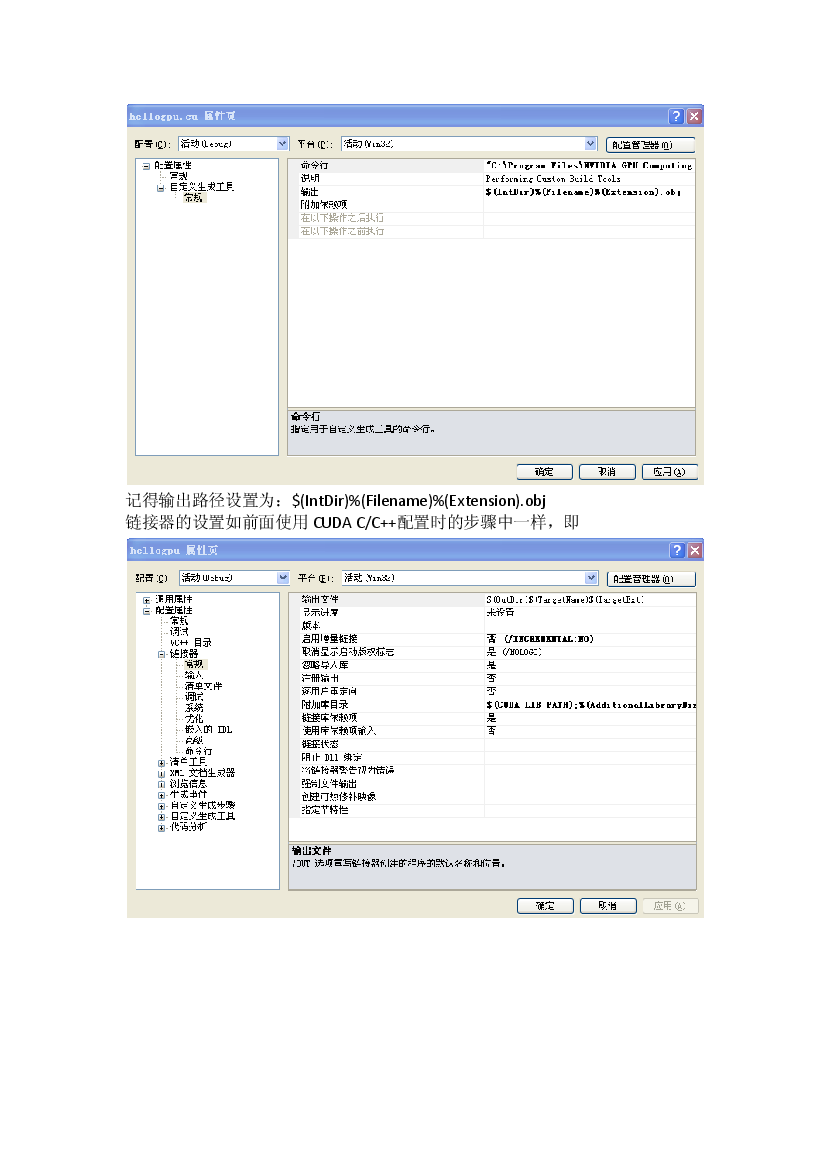 hellogpu.cu 属性页
配置(C): 活动(Debug) 平台(P): 活动(Win32) 配置管理器(O)
配置属性
常规
自定义生成工具
常规
命令行 "C:\Program Files\NVIDIA GPU Computing
说明 Performing Custom Build Tools
输出 $(IntDir)%(Filename)%(Extension).obj
附加依赖项
在以下操作之后执行
在以下操作之前执行
命令行
指定用于自定义生成工具的命令行。
确定 取消 应用(A)
记得输出路径设置为：$(IntDir)%(Filename)%(Extension).obj
链接器的设置如前面使用 CUDA C/C++配置时的步骤中一样，即
hellogpu 属性页
配置(C): 活动(Debug) 平台(P): 活动(Win32) 配置管理器(O)
通用属性
配置属性
常规
调试
VC++ 目录
链接器
常规
输入
清单文件
调试
系统
优化
嵌入的 IDL
高级
命令行
清单工具
XML 文档生成器
浏览信息
生成事件
自定义生成步骤
自定义生成工具
代码分析
输出文件 $(OutDir)$(TargetName)$(TargetExt)
显示进度 未设置
版本
启用增量链接 否 (/INCREMENTAL:NO)
取消显示启动版权标志 是 (/NOLOGO)
忽略导入库 是
注册输出 否
逐用户重定向 否
附加库目录 $(CUDA_LIB_PATH);%(AdditionalLibraryDir
链接库依赖项 是
使用库依赖项输入 否
链接状态
阻止 Dll 绑定
将链接器警告视为错误
强制文件输出
创建可热修补映像
指定节特性
输出文件
/OUT 选项重写链接器创建的程序的默认名称和位置。
确定 取消 应用(A)